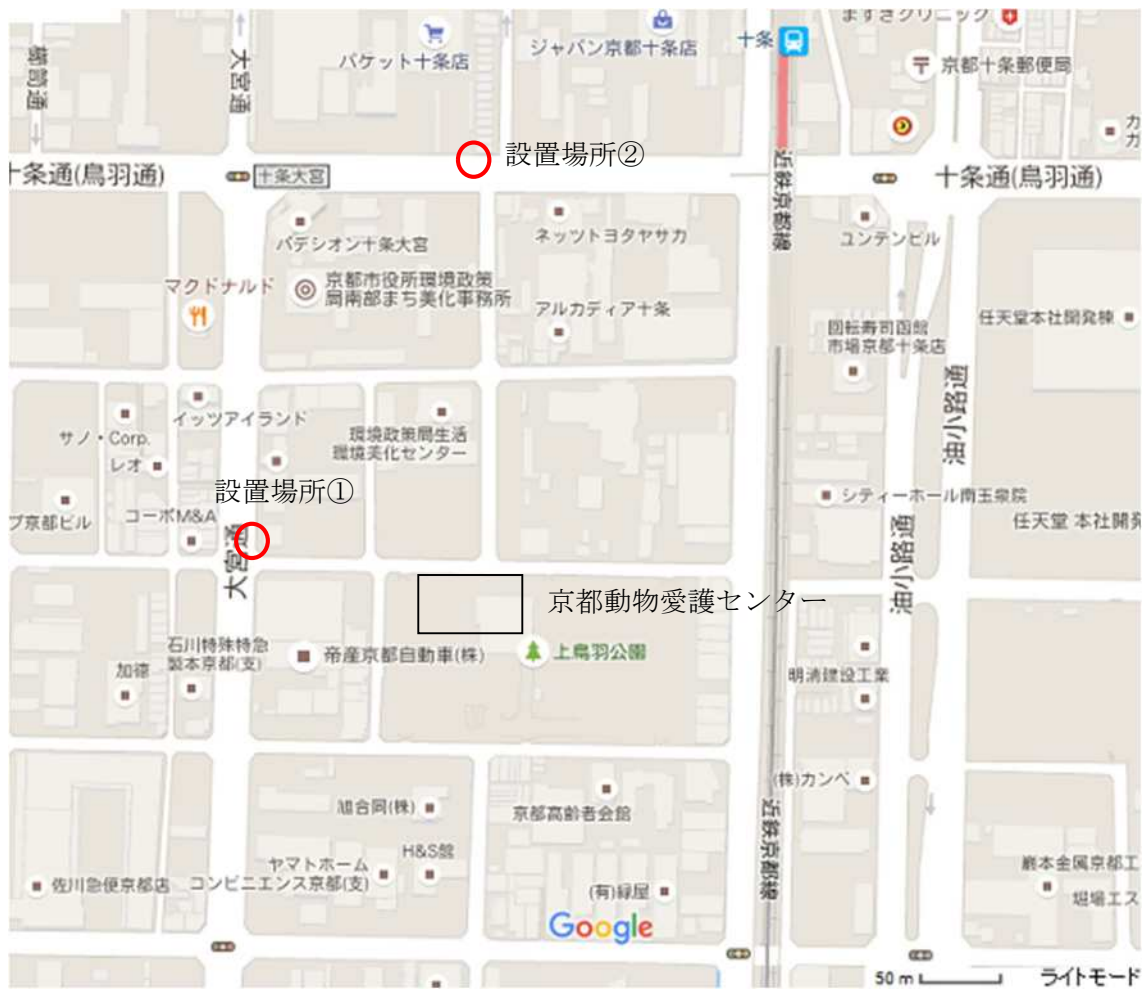 ますきクリニック
十条
バケット十条店
ジャパン京都十条店
京都十条郵便局
大宮通
設置場所②
十条通(鳥羽通)
十条大宮
近鉄京都線
十条通(鳥羽通)
パデシオン十条大宮
ネッツトヨタヤサカ
ユンテンビル
マクドナルド
京都市役所環境政策
局南部まち美化事務所
アルカディア十条
任天堂本社開発棟
回転寿司函館
市場京都十条店
油小路通
イッツアイランド
サノ・Corp.
環境政策局生活
環境美化センター
レオ
設置場所①
シティーホール南玉泉院
プ京都ビル
コーポM&A
任天堂 本社開発
大宮通
油小路通
京都動物愛護センター
石川特殊特急
製本京都(支)
帝産京都自動車(株)
上鳥羽公園
加徳
明清建設工業
(株)カンベ
旭合同(株)
京都高齢者会館
近鉄京都線
H&S館
ヤマトホーム
コンビニエンス京都(支)
佐川急便京都店
(有)緑屋
巌本金属京都工
堀場エス
Google
50 m
ライトモード